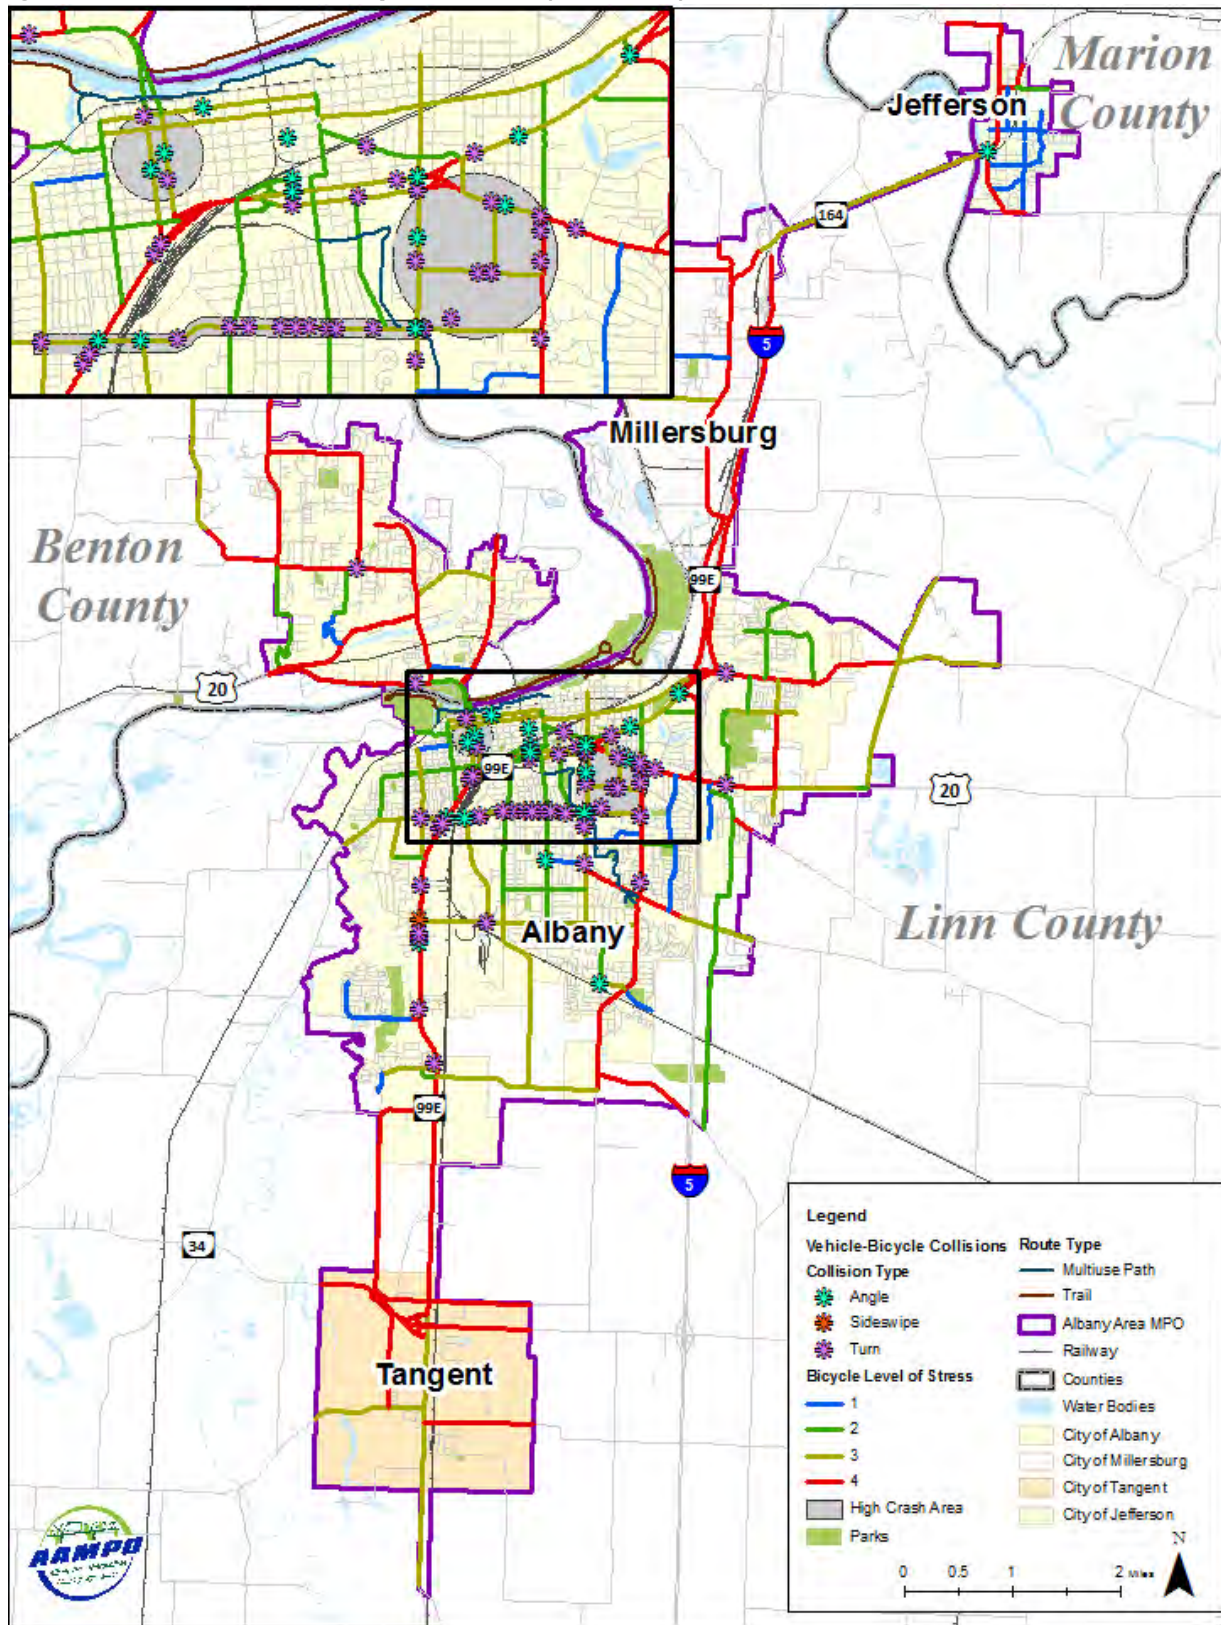 Marion
County
Jefferson
164
5
Millersburg
Benton
County
99E
20
99E
20
Linn County
Albany
99E
5
34
Tangent
AAMPO
Legend
Vehicle-Bicycle Collisions
Collision Type
Angle
Sideswipe
Turn
Bicycle Level of Stress
1
2
3
4
High Crash Area
Parks
Route Type
Multiuse Path
Trail
Albany Area MPO
Railway
Counties
Water Bodies
City of Albany
City of Millersburg
City of Tangent
City of Jefferson
N
0 0.5 1 2 Miles